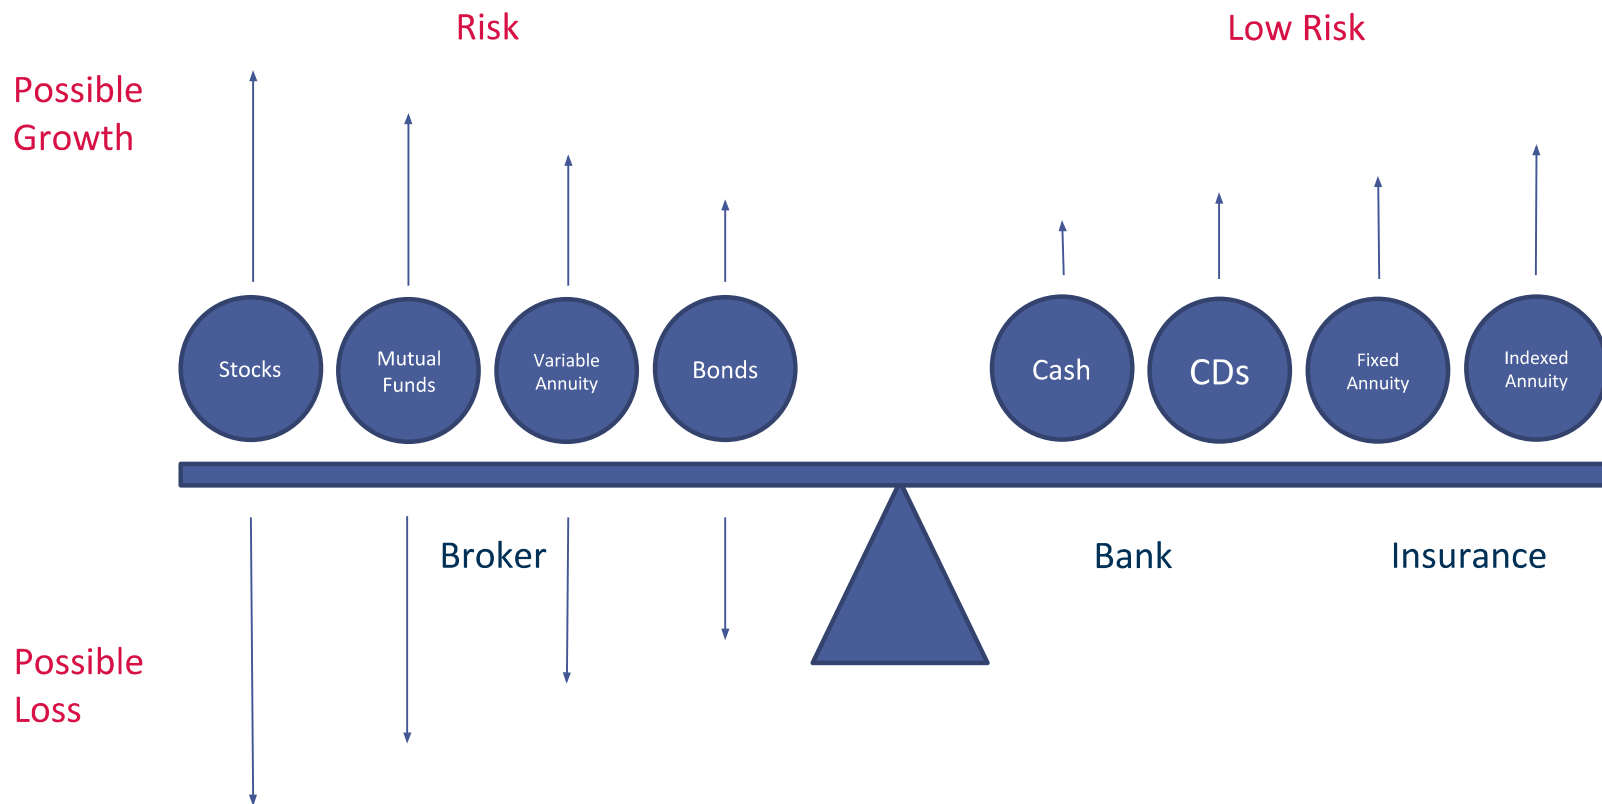 Risk
Low Risk
Possible
Growth
Stocks
Mutual
Funds
Variable
Annuity
Bonds
Cash
CDs
Fixed
Annuity
Indexed
Annuity
Broker
Bank
Insurance
Possible
Loss